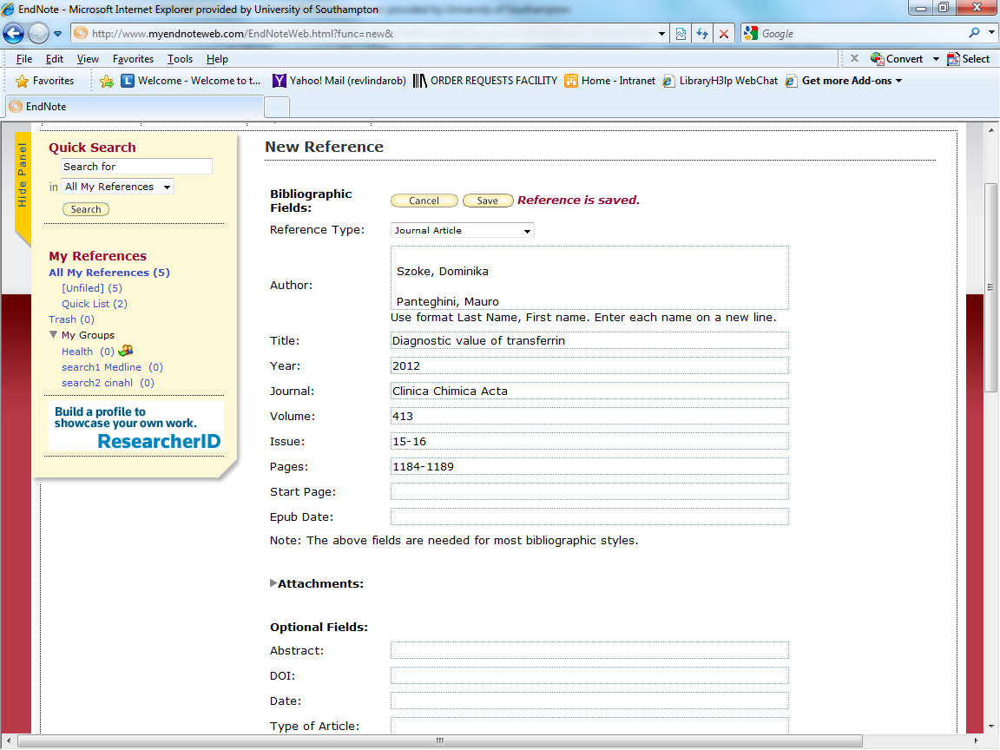 EndNote - Microsoft Internet Explorer provided by University of Southampton
http://www.myendnoteweb.com/EndNoteWeb.html?func=new&
Google
File Edit View Favorites Tools Help
Convert
Select
Favorites
Welcome - Welcome to t...
Yahoo! Mail (revlindarob)
ORDER REQUESTS FACILITY
Home - Intranet
LibraryH3lp WebChat
Get more Add-ons
EndNote
Hide Panel
Quick Search
Search for
in All My References
Search
My References
All My References (5)
[Unfiled] (5)
Quick List (2)
Trash (0)
My Groups
Health (0)
search1 Medline (0)
search2 cinahl (0)
Build a profile to
showcase your own work.
ResearcherID
New Reference
Bibliographic
Fields:
Cancel Save Reference is saved.
Reference Type: Journal Article
Author:
Szoke, Dominika
Panteghini, Mauro
Use format Last Name, First name. Enter each name on a new line.
Title: Diagnostic value of transferrin
Year: 2012
Journal: Clinica Chimica Acta
Volume: 413
Issue: 15-16
Pages: 1184-1189
Start Page:
Epub Date:
Note: The above fields are needed for most bibliographic styles.
Attachments:
Optional Fields:
Abstract:
DOI:
Date:
Type of Article: